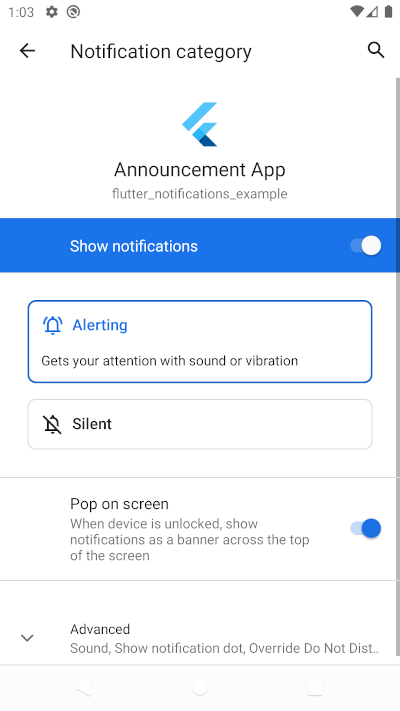 1:03
Notification category
Announcement App
flutter_notifications_example
Show notifications
Alerting
Gets your attention with sound or vibration
Silent
Pop on screen
When device is unlocked, show
notifications as a banner across the top
of the screen
Advanced
Sound, Show notification dot, Override Do Not Dist..